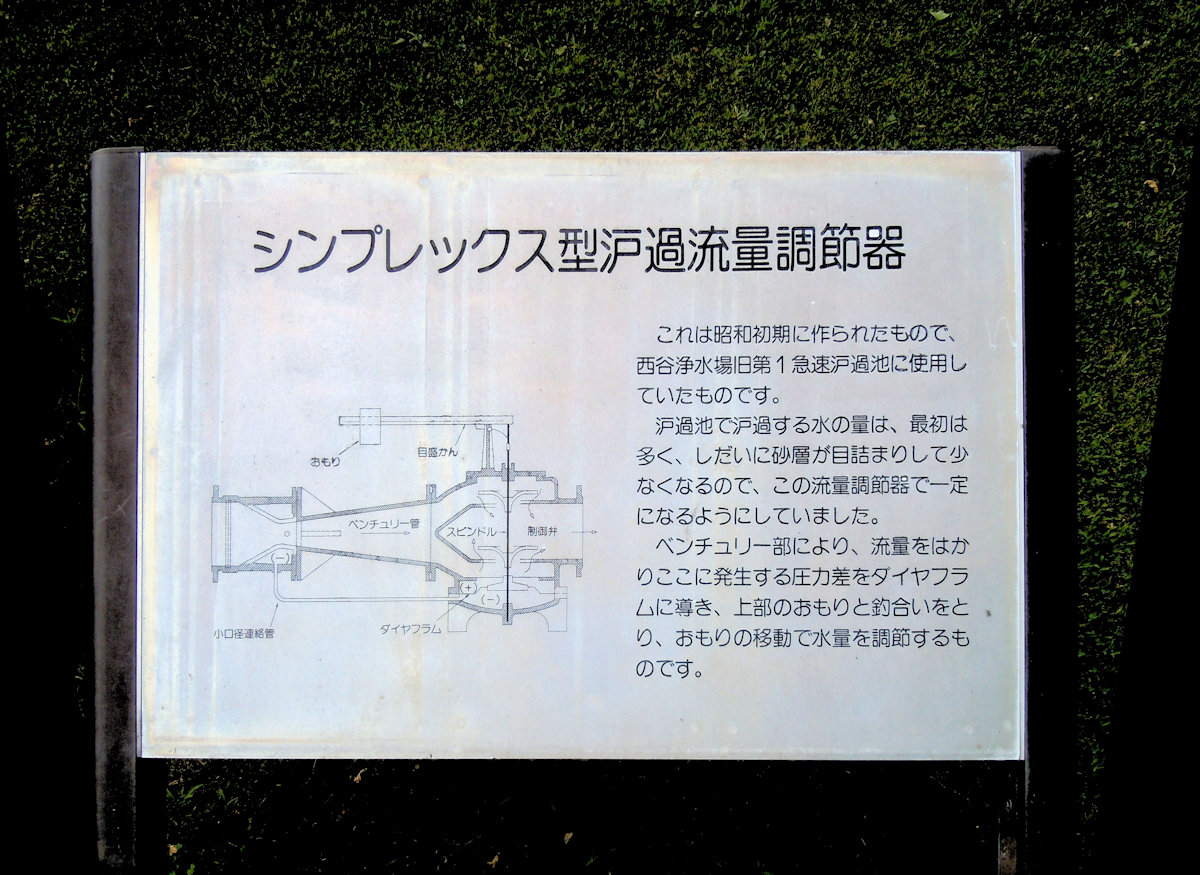 シンプレックス型沪過流量調節器
これは昭和初期に作られたもので、
西谷浄水場旧第1急速沪過池に使用し
ていたものです。
沪過池で沪過する水の量は、最初は
多く、しだいに砂層が目詰まりして少
なくなるので、この流量調節器で一定
になるようにしていました。
ベンチュリー部により、流量をはか
りここに発生する圧力差をダイヤフラ
ムに導き、上部のおもりと釣合いをと
り、おもりの移動で水量を調節するも
のです。
おもり
目盛かん
ベンチュリー管
スピンドル
制御弁
小口径連絡管
ダイヤフラム